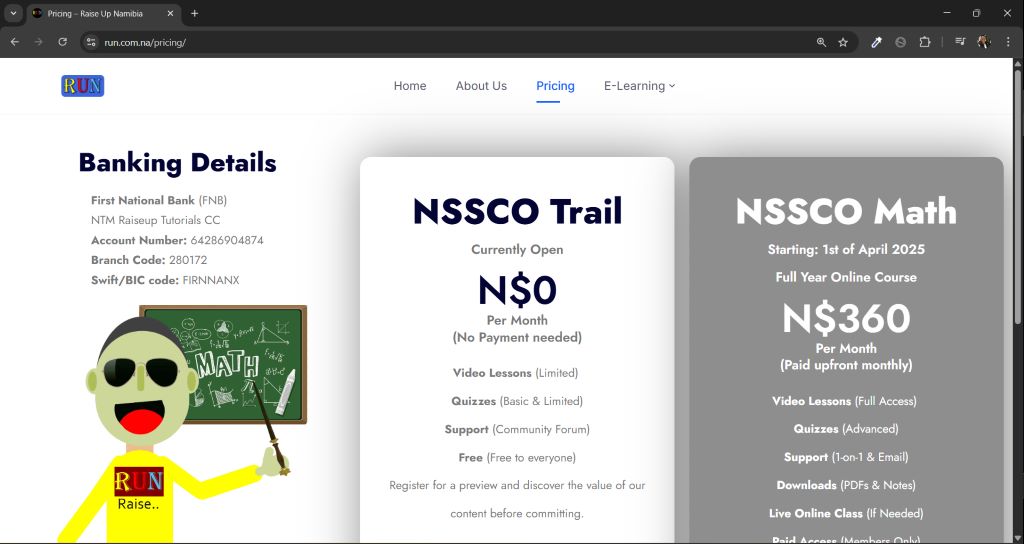 Pricing – Raise Up Namibia
run.com.na/pricing/
RUN
Home
About Us
Pricing
E-Learning
Banking Details
First National Bank (FNB)
NTM Raiseup Tutorials CC
Account Number: 64286904874
Branch Code: 280172
Swift/BIC code: FIRNNANX
MATH
RUN
Raise..
NSSCO Trail
Currently Open
N$0
Per Month
(No Payment needed)
Video Lessons (Limited)
Quizzes (Basic & Limited)
Support (Community Forum)
Free (Free to everyone)
Register for a preview and discover the value of our
content before committing.
NSSCO Math
Starting: 1st of April 2025
Full Year Online Course
N$360
Per Month
(Paid upfront monthly)
Video Lessons (Full Access)
Quizzes (Advanced)
Support (1-on-1 & Email)
Downloads (PDFs & Notes)
Live Online Class (If Needed)
Paid Access (Members Only)